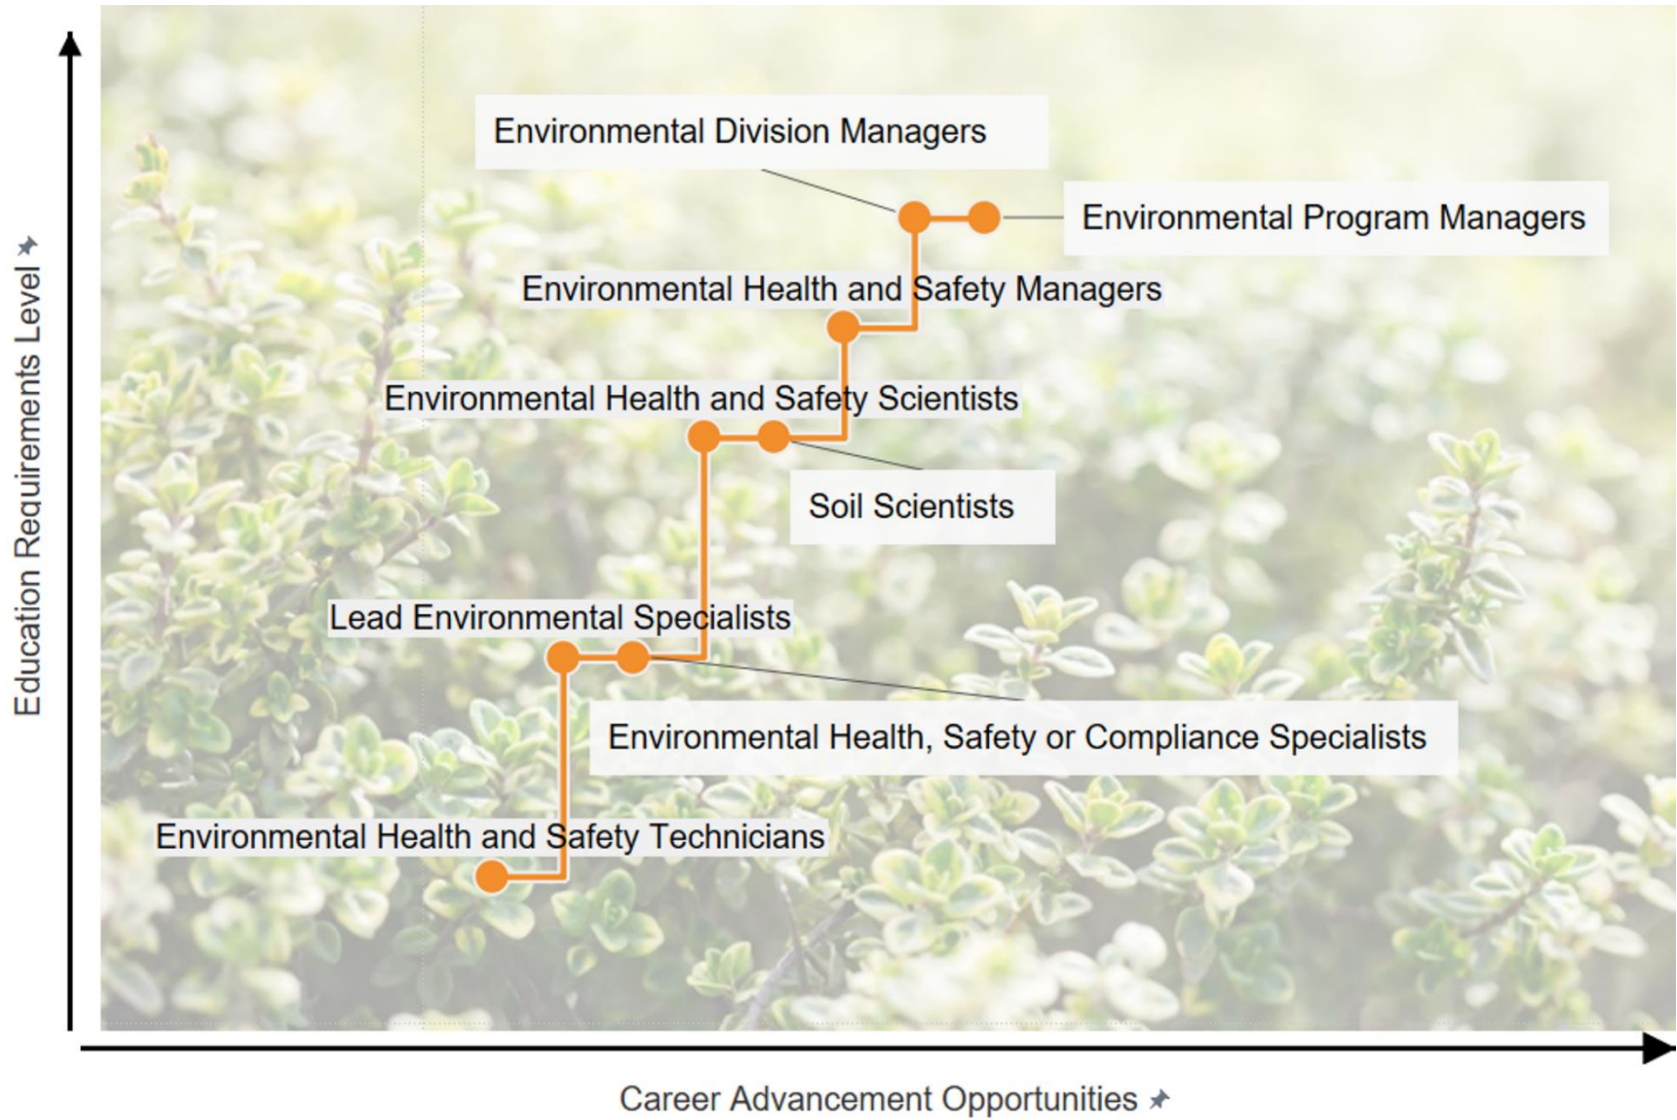 Environmental Division Managers
Environmental Program Managers
Environmental Health and Safety Managers
Environmental Health and Safety Scientists
Soil Scientists
Lead Environmental Specialists
Environmental Health, Safety or Compliance Specialists
Environmental Health and Safety Technicians
Education Requirements Level
Career Advancement Opportunities